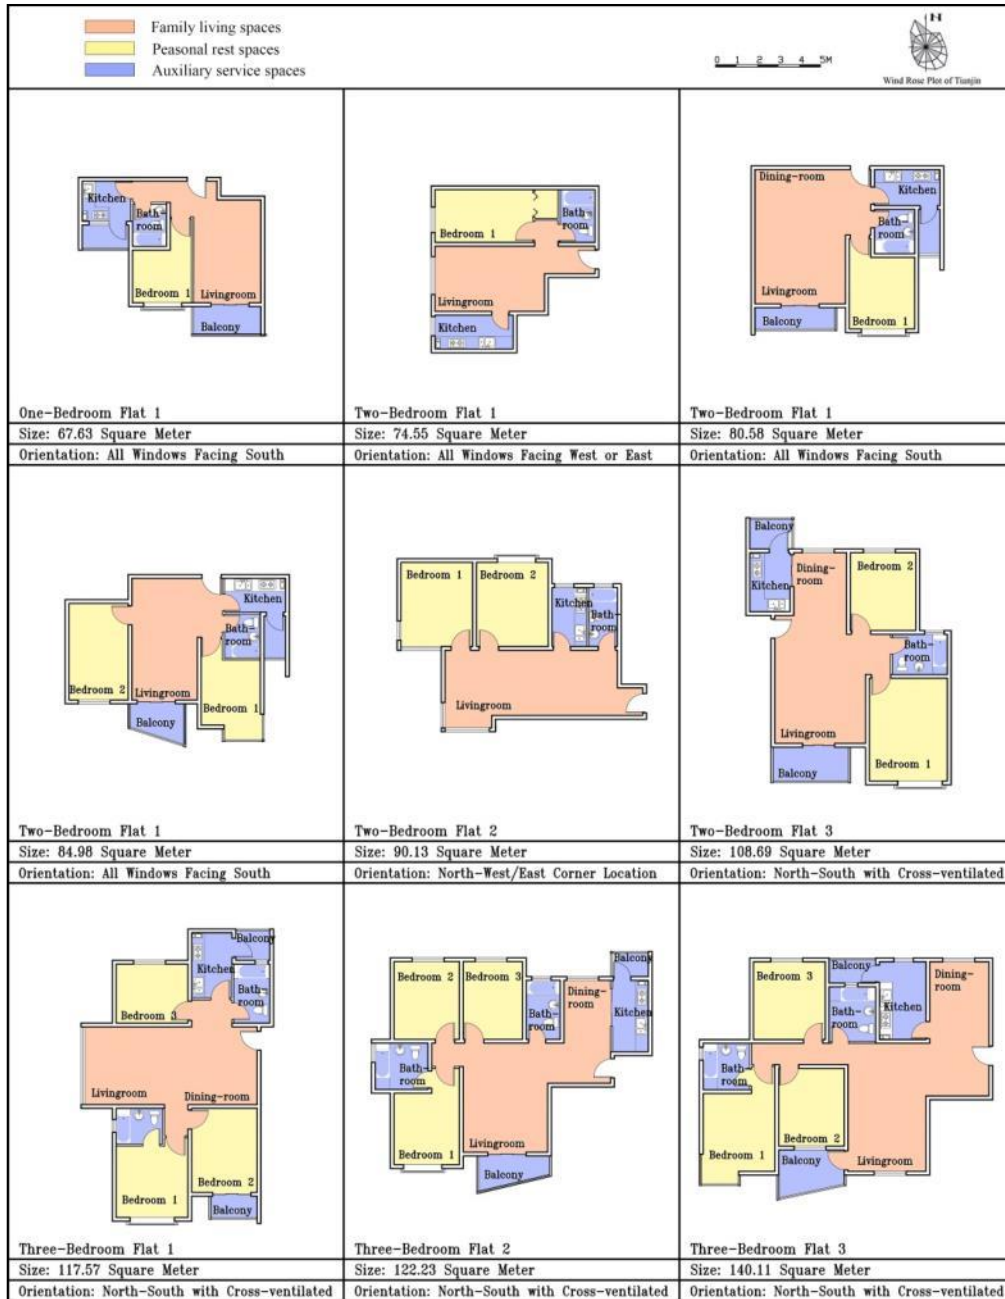 Family living spaces
Peasonal rest spaces
Auxiliary service spaces
0 1 2 3 4 5M
N
Wind Rose Plot of Tianjin
Kitchen
Bath-
room
Bedroom 1
Livingroom
Balcony
One-Bedroom Flat 1
Size: 67.63 Square Meter
Orientation: All Windows Facing South
Bedroom 1
Bath-
room
Livingroom
Kitchen
Two-Bedroom Flat 1
Size: 74.55 Square Meter
Orientation: All Windows Facing West or East
Dining-room
Kitchen
Bath-
room
Livingroom
Balcony
Bedroom 1
Two-Bedroom Flat 1
Size: 80.58 Square Meter
Orientation: All Windows Facing South
Kitchen
Bath-
room
Bedroom 2
Livingroom
Bedroom 1
Balcony
Two-Bedroom Flat 1
Size: 84.98 Square Meter
Orientation: All Windows Facing South
Bedroom 1
Bedroom 2
Kitchen
Bath-
room
Livingroom
Two-Bedroom Flat 2
Size: 90.13 Square Meter
Orientation: North-West/East Corner Location
Balcony
Dining-
room
Bedroom 2
Kitchen
Bath-
room
Livingroom
Bedroom 1
Balcony
Two-Bedroom Flat 3
Size: 108.69 Square Meter
Orientation: North-South with Cross-ventilated
Balcony
Kitchen
Bath-
room
Bedroom 3
Livingroom
Dining-room
Bedroom 1
Bedroom 2
Balcony
Three-Bedroom Flat 1
Size: 117.57 Square Meter
Orientation: North-South with Cross-ventilated
Bedroom 2
Bedroom 3
Balcony
Dining-
room
Kitchen
Bath-
room
Bath-
room
Livingroom
Bedroom 1
Balcony
Three-Bedroom Flat 2
Size: 122.23 Square Meter
Orientation: North-South with Cross-ventilated
Bedroom 3
Balcony
Dining-
room
Kitchen
Bath-
room
Bath-
room
Bedroom 2
Bedroom 1
Balcony
Livingroom
Three-Bedroom Flat 3
Size: 140.11 Square Meter
Orientation: North-South with Cross-ventilated